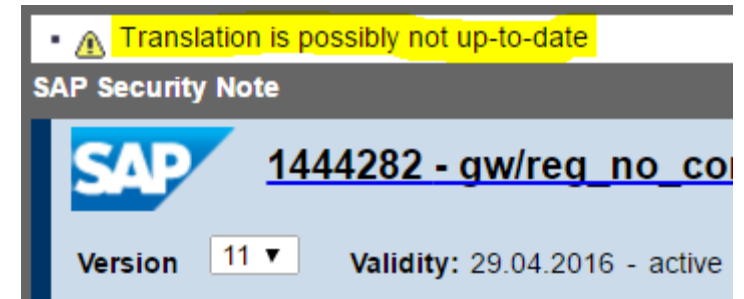 Translation is possibly not up-to-date
SAP Security Note
SAP
1444282 - gw/reg_no_
Version 11 Validity: 29.04.2016 - active